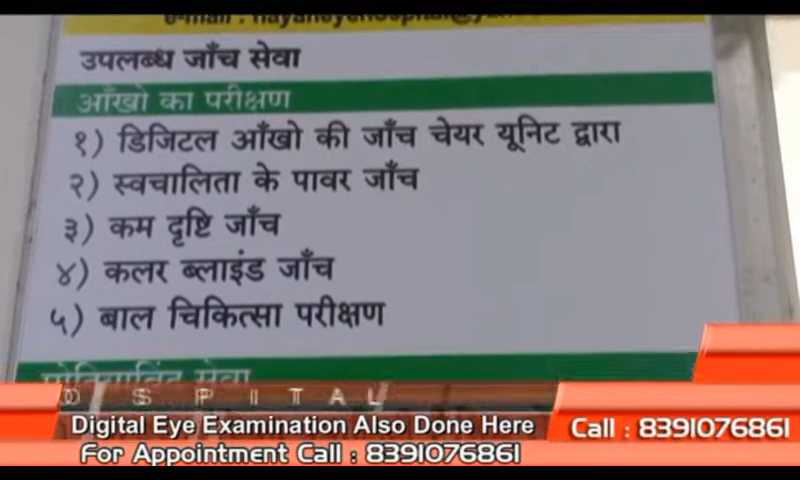 उपलब्ध जाँच सेवा
आँखो का परीक्षण
१) डिजिटल आँखो की जाँच चेयर यूनिट द्वारा
२) स्वचालिता के पावर जाँच
३) कम दृष्टि जाँच
४) कलर ब्लाइंड जाँच
५) बाल चिकित्सा परीक्षण
O S P I T A L
Digital Eye Examination Also Done Here
For Appointment Call : 8391076861
Call : 8391076861